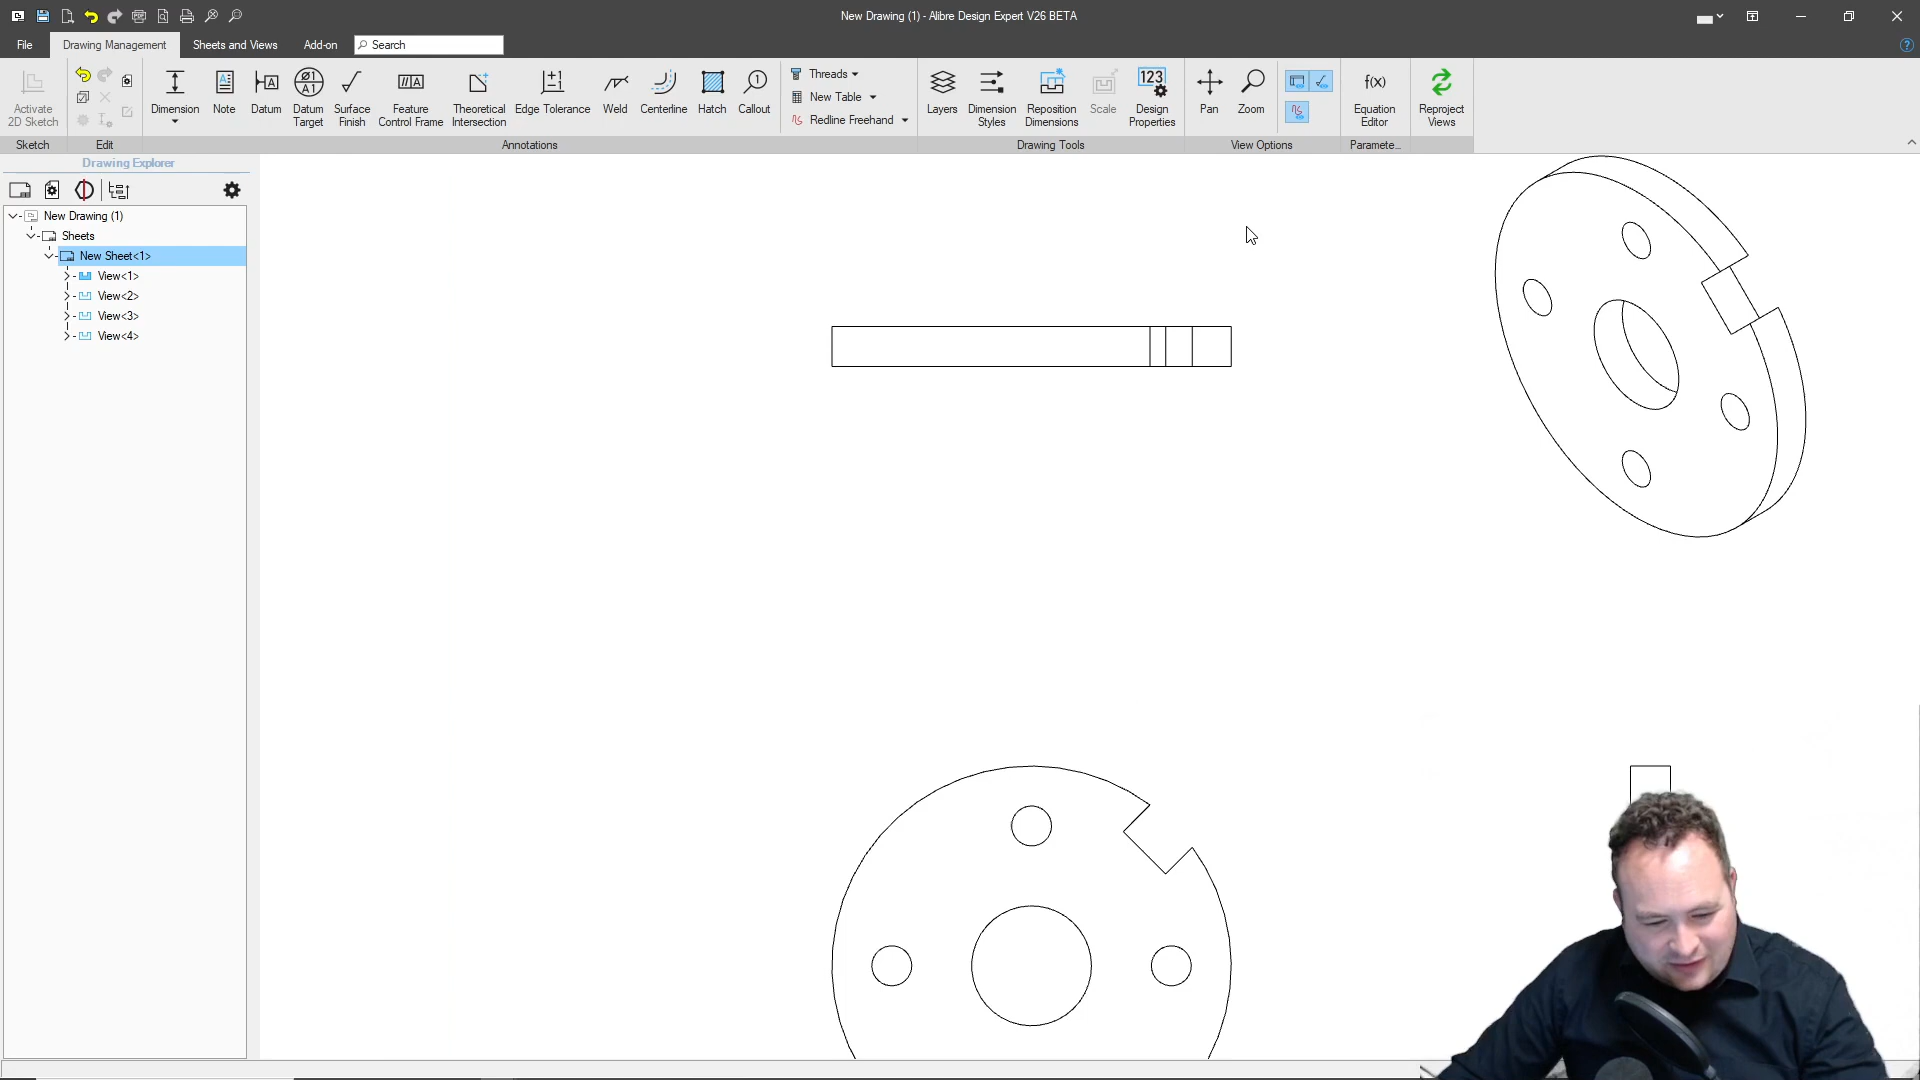 New Drawing (1) - Alibre Design Expert V26 BETA
File
Drawing Management
Sheets and Views
Add-on
Search
Activate
2D Sketch
Dimension
Note
Datum
Datum
Target
Surface
Finish
Feature
Control Frame
Theoretical
Intersection
Edge Tolerance
Weld
Centerline
Hatch
Callout
Threads
New Table
Redline Freehand
Layers
Dimension
Styles
Reposition
Dimensions
Scale
Design
Properties
Pan
Zoom
Equation
Editor
Reproject
Views
Sketch
Edit
Annotations
Drawing Tools
View Options
Paramete...
Drawing Explorer
New Drawing (1)
Sheets
New Sheet<1>
View<1>
View<2>
View<3>
View<4>